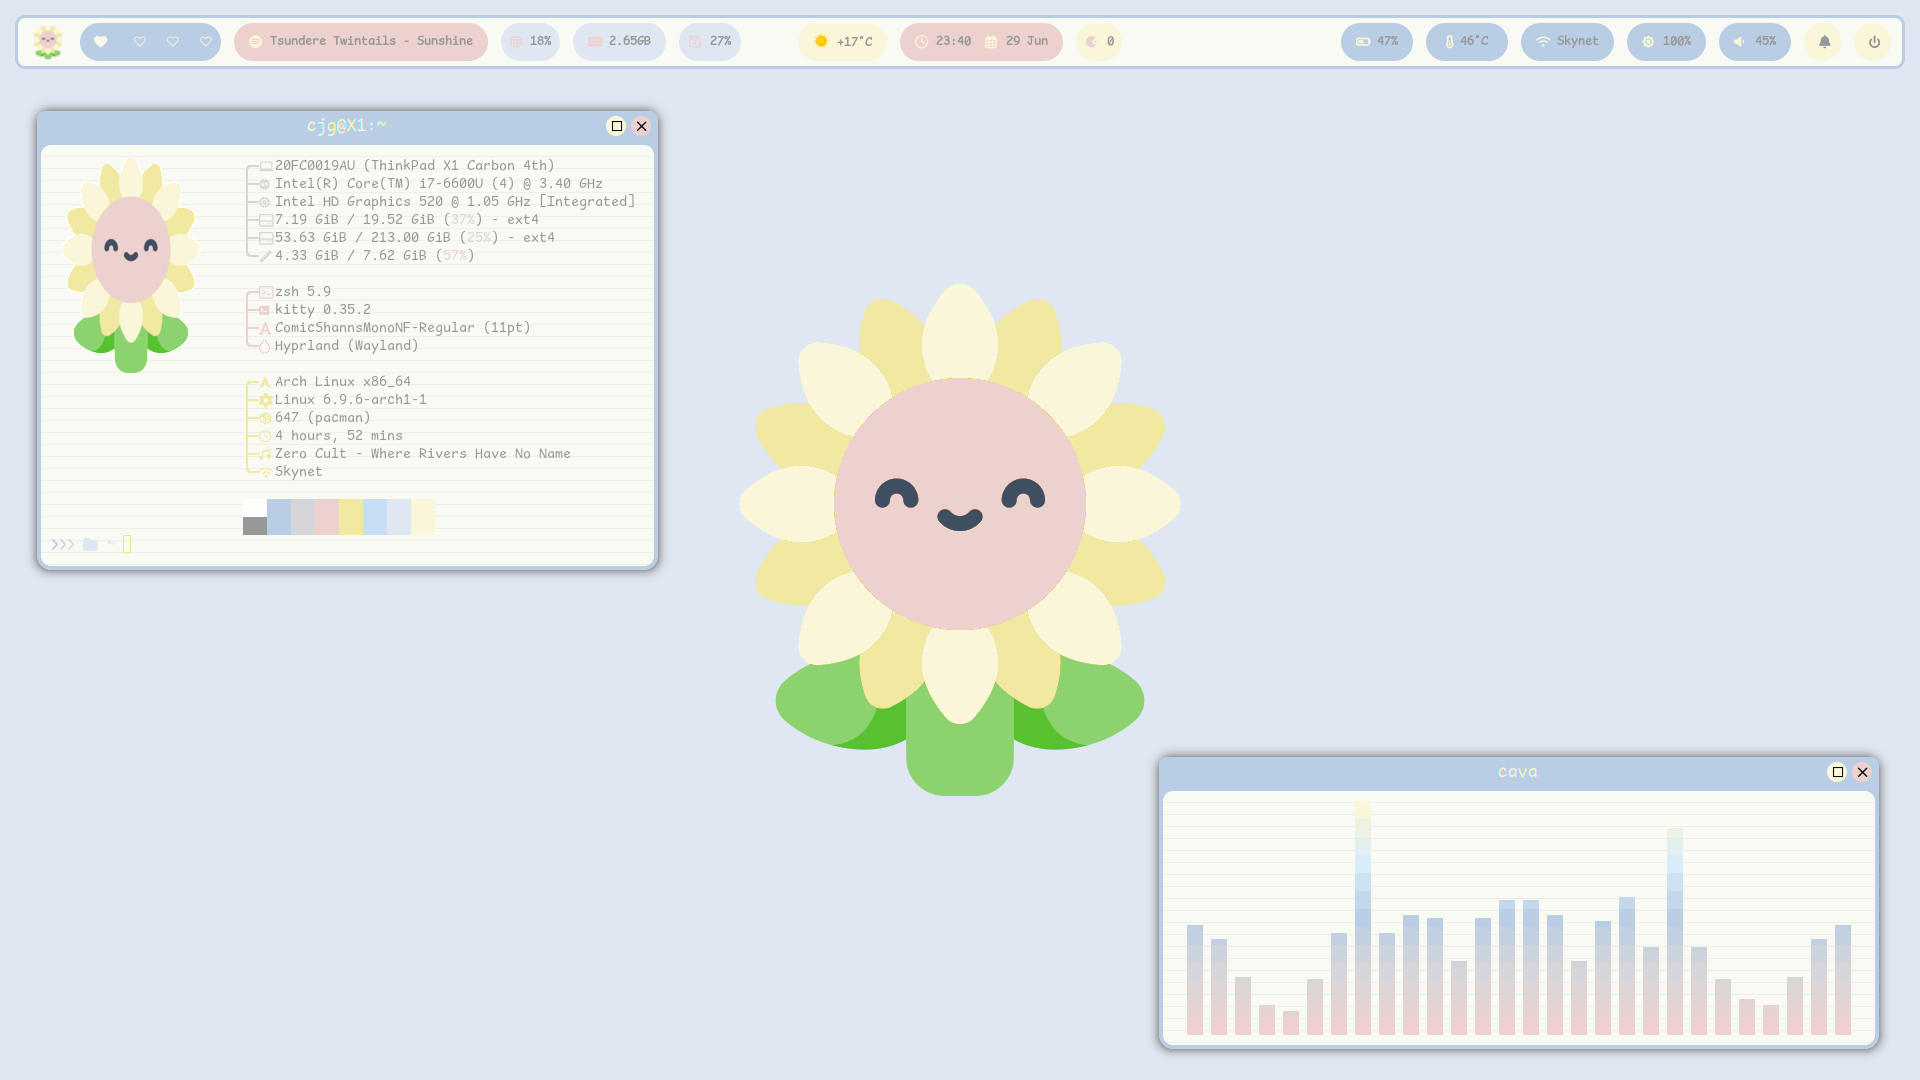 Tsundere Twintails - Sunshine 18% 2.65GB 27% +17°C 23:40 29 Jun 0 47% 46°C Skynet 100% 45%
cjg@X1:~
20FC0019AU (ThinkPad X1 Carbon 4th)
Intel(R) Core(TM) i7-6600U (4) @ 3.40 GHz
Intel HD Graphics 520 @ 1.05 GHz [Integrated]
7.19 GiB / 19.52 GiB (37%) - ext4
53.63 GiB / 213.00 GiB (25%) - ext4
4.33 GiB / 7.62 GiB (57%)
zsh 5.9
kitty 0.35.2
ComicShannsMonoNF-Regular (11pt)
Hyprland (Wayland)
Arch Linux x86_64
Linux 6.9.6-arch1-1
647 (pacman)
4 hours, 52 mins
Zero Cult - Where Rivers Have No Name
Skynet
~
cava